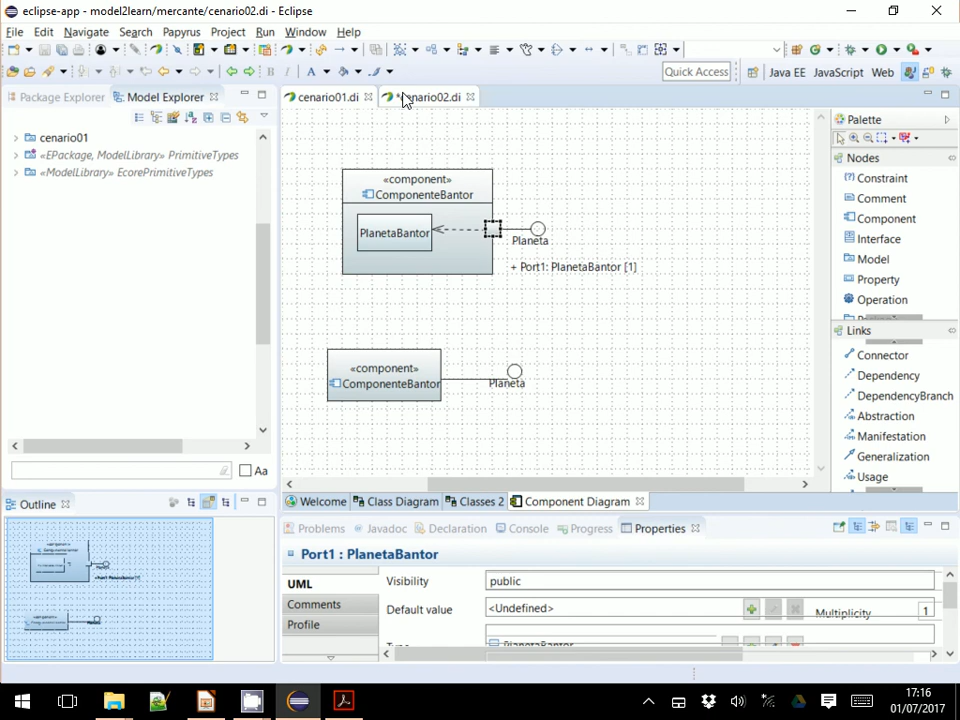 eclipse-app - model2learn/mercante/cenario02.di - Eclipse
File Edit Navigate Search Papyrus Project Run Window Help
Quick Access Java EE JavaScript Web
Package Explorer Model Explorer
cenario01.di *cenario02.di
Palette
cenario01
«EPackage, ModelLibrary» PrimitiveTypes
«ModelLibrary» EcorePrimitiveTypes
Aa
Outline
«component»
ComponenteBantor
PlanetaBantor
Planeta
+ Port1: PlanetaBantor [1]
«component»
ComponenteBantor
Planeta
Nodes
Constraint
Comment
Component
Interface
Model
Property
Operation
Links
Connector
Dependency
DependencyBranch
Abstraction
Manifestation
Generalization
Usage
Welcome Class Diagram Classes 2 Component Diagram
Problems Javadoc Declaration Console Progress Properties
Port1 : PlanetaBantor
UML
Comments
Profile
Visibility public
Default value <Undefined> Multiplicity 1
Type PlanetaBantor
17:16
01/07/2017